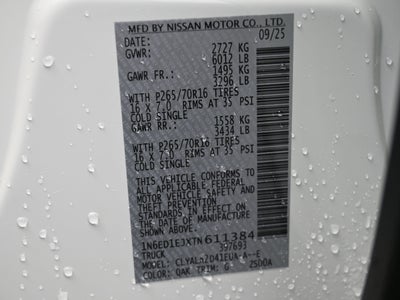 MFD BY NISSAN MOTOR CO., LTD.
DATE: 09/25
GVWR: 2727 KG
6012 LB
GAWR FR.: 1495 KG
3296 LB
WITH P265/70R16 TIRES
16 X 7.0 RIMS AT 35 PSI
COLD SINGLE
GAWR RR.: 1558 KG
3434 LB
WITH P265/70R16 TIRES
16 X 7.0 RIMS AT 35 PSI
COLD SINGLE
THIS VEHICLE CONFORMS TO
ALL APPLICABLE FEDERAL
MOTOR VEHICLE SAFETY
STANDARDS IN EFFECT ON THE
DATE OF MANUFACTURE
SHOWN ABOVE.
1N6ED1EJXTN611384
TRUCK 397693
MODEL:
COLOR: QAK TRIM: G 2S00A